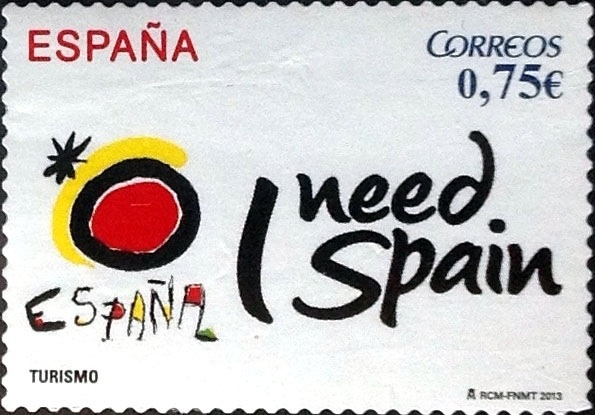 ESPAÑA
CORREOS
0,75€
I need
Spain
ESPAÑA
TURISMO
RCM-FNMT 2013